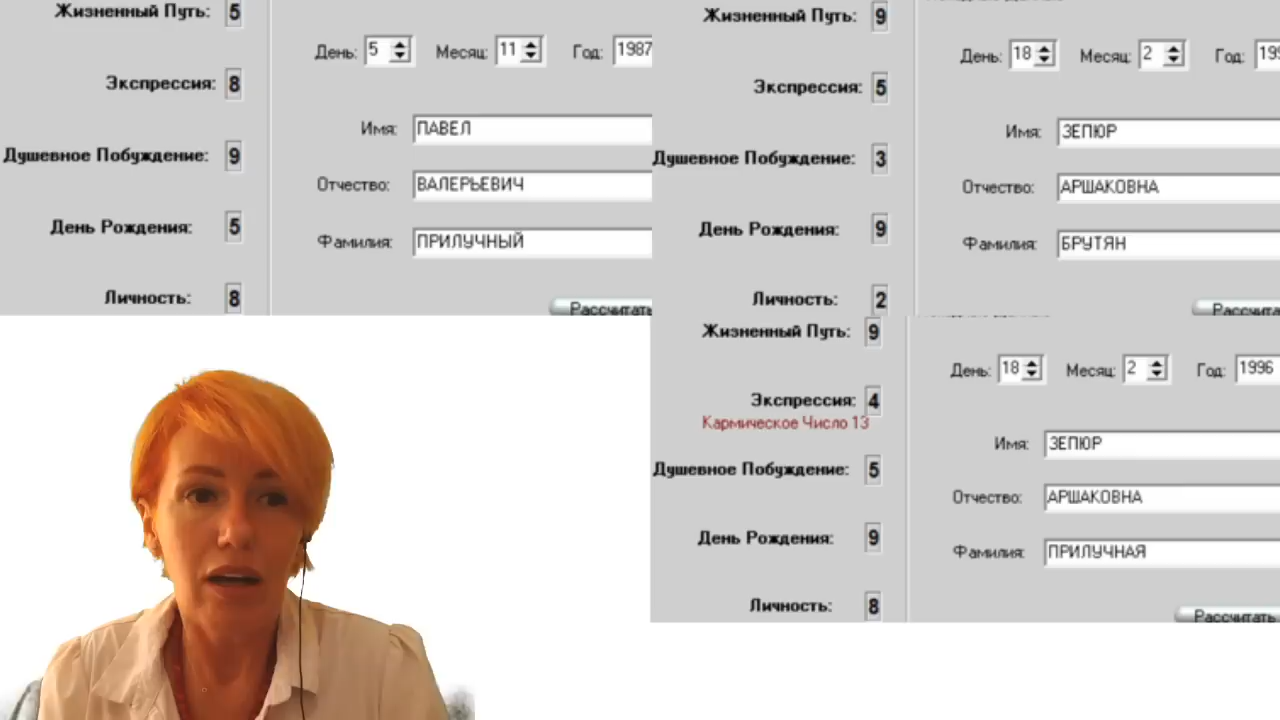 Жизненный Путь: 5
День: 5 Месяц: 11 Год: 1987
Экспрессия: 8
Имя: ПАВЕЛ
Душевное Побуждение: 9
Отчество: ВАЛЕРЬЕВИЧ
День Рождения: 5
Фамилия: ПРИЛУЧНЫЙ
Личность: 8
Рассчитать
Жизненный Путь: 9
День: 18 Месяц: 2 Год: 199
Экспрессия: 5
Имя: ЗЕПЮР
Душевное Побуждение: 3
Отчество: АРШАКОВНА
День Рождения: 9
Фамилия: БРУТЯН
Личность: 2
Рассчита
Жизненный Путь: 9
День: 18 Месяц: 2 Год: 1996
Экспрессия: 4
Кармическое Число 13
Имя: ЗЕПЮР
Душевное Побуждение: 5
Отчество: АРШАКОВНА
День Рождения: 9
Фамилия: ПРИЛУЧНАЯ
Личность: 8
Рассчитать